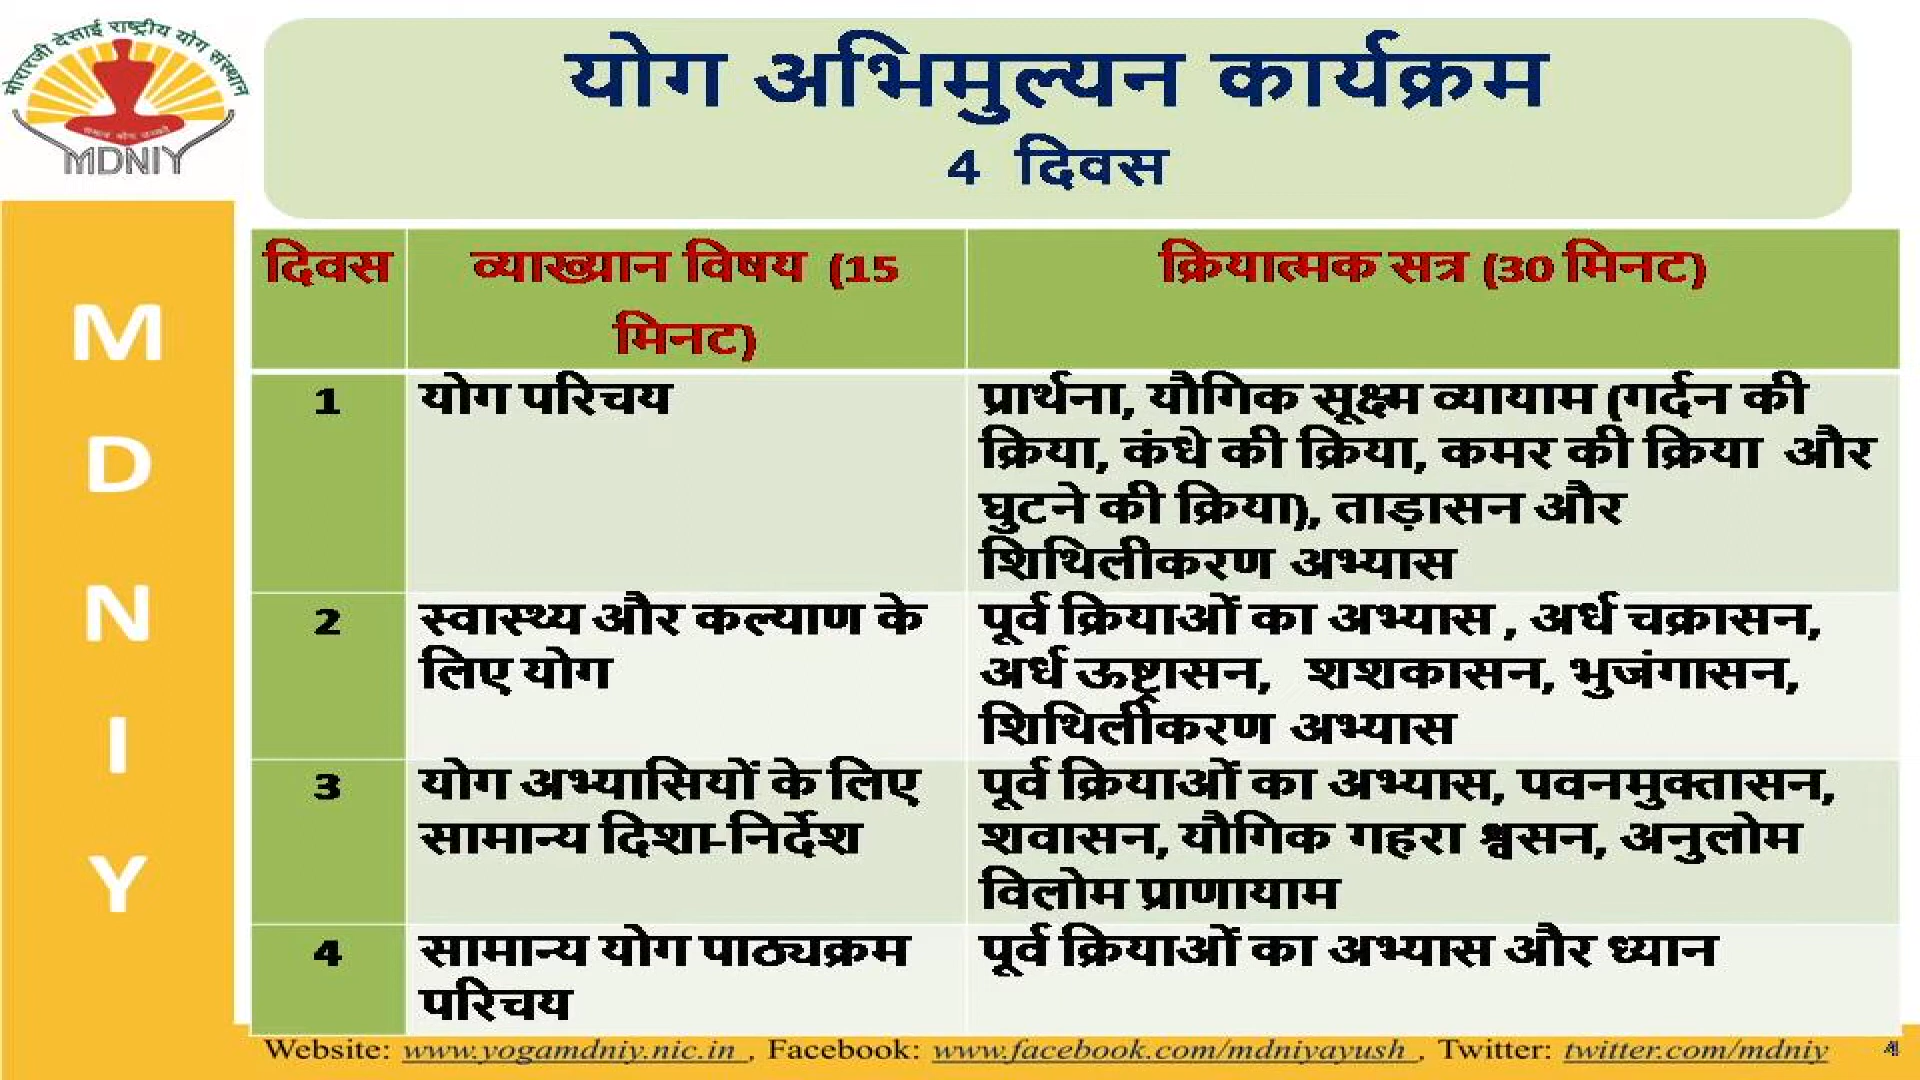 मोरारजी देसाई राष्ट्रीय योग संस्थान
MDNIY
योग अभिमुल्यन कार्यक्रम
4 दिवस
M
D
N
I
Y
दिवस व्याख्यान विषय (15 मिनट) क्रियात्मक सत्र (30 मिनट)
1 योग परिचय
प्रार्थना, यौगिक सूक्ष्म व्यायाम (गर्दन की
क्रिया, कंधे की क्रिया, कमर की क्रिया और
घुटने की क्रिया), ताड़ासन और
शिथिलीकरण अभ्यास
2 स्वास्थ्य और कल्याण के
लिए योग
पूर्व क्रियाओं का अभ्यास , अर्ध चक्रासन,
अर्ध ऊष्ट्रासन, शशकासन, भुजंगासन,
शिथिलीकरण अभ्यास
3 योग अभ्यासियों के लिए
सामान्य दिशा-निर्देश
पूर्व क्रियाओं का अभ्यास, पवनमुक्तासन,
शवासन, यौगिक गहरा श्वसन, अनुलोम
विलोम प्राणायाम
4 सामान्य योग पाठ्यक्रम
परिचय
पूर्व क्रियाओं का अभ्यास और ध्यान
Website: www.yogamdniy.nic.in , Facebook: www.facebook.com/mdniyayush , Twitter: twitter.com/mdniy